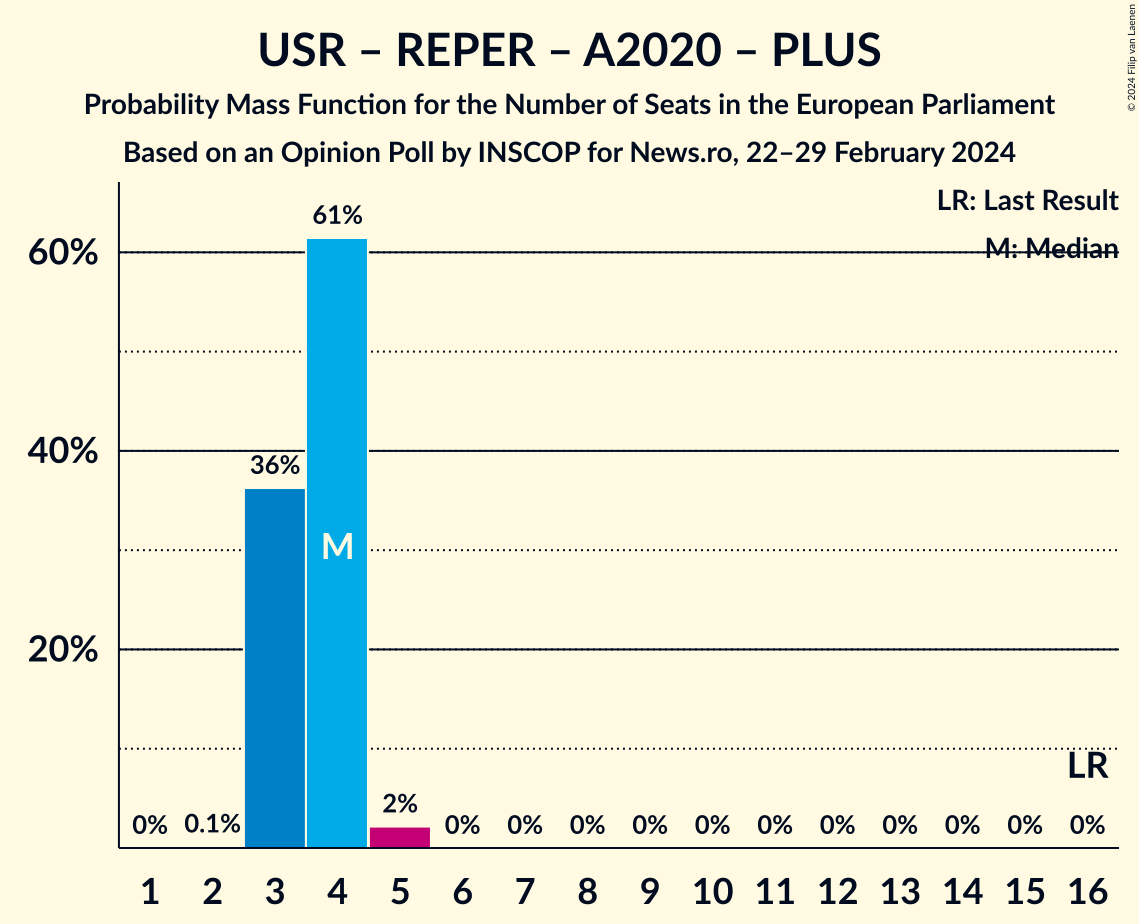 USR – REPER – A2020 – PLUS
Probability Mass Function for the Number of Seats in the European Parliament
Based on an Opinion Poll by INSCOP for News.ro, 22–29 February 2024
© 2024 Filip van Laenen
LR: Last Result
M: Median
60%
40%
20%
61%
36%
M
LR
0% 0.1% 2% 0% 0% 0% 0% 0% 0% 0% 0% 0% 0% 0%
1 2 3 4 5 6 7 8 9 10 11 12 13 14 15 16